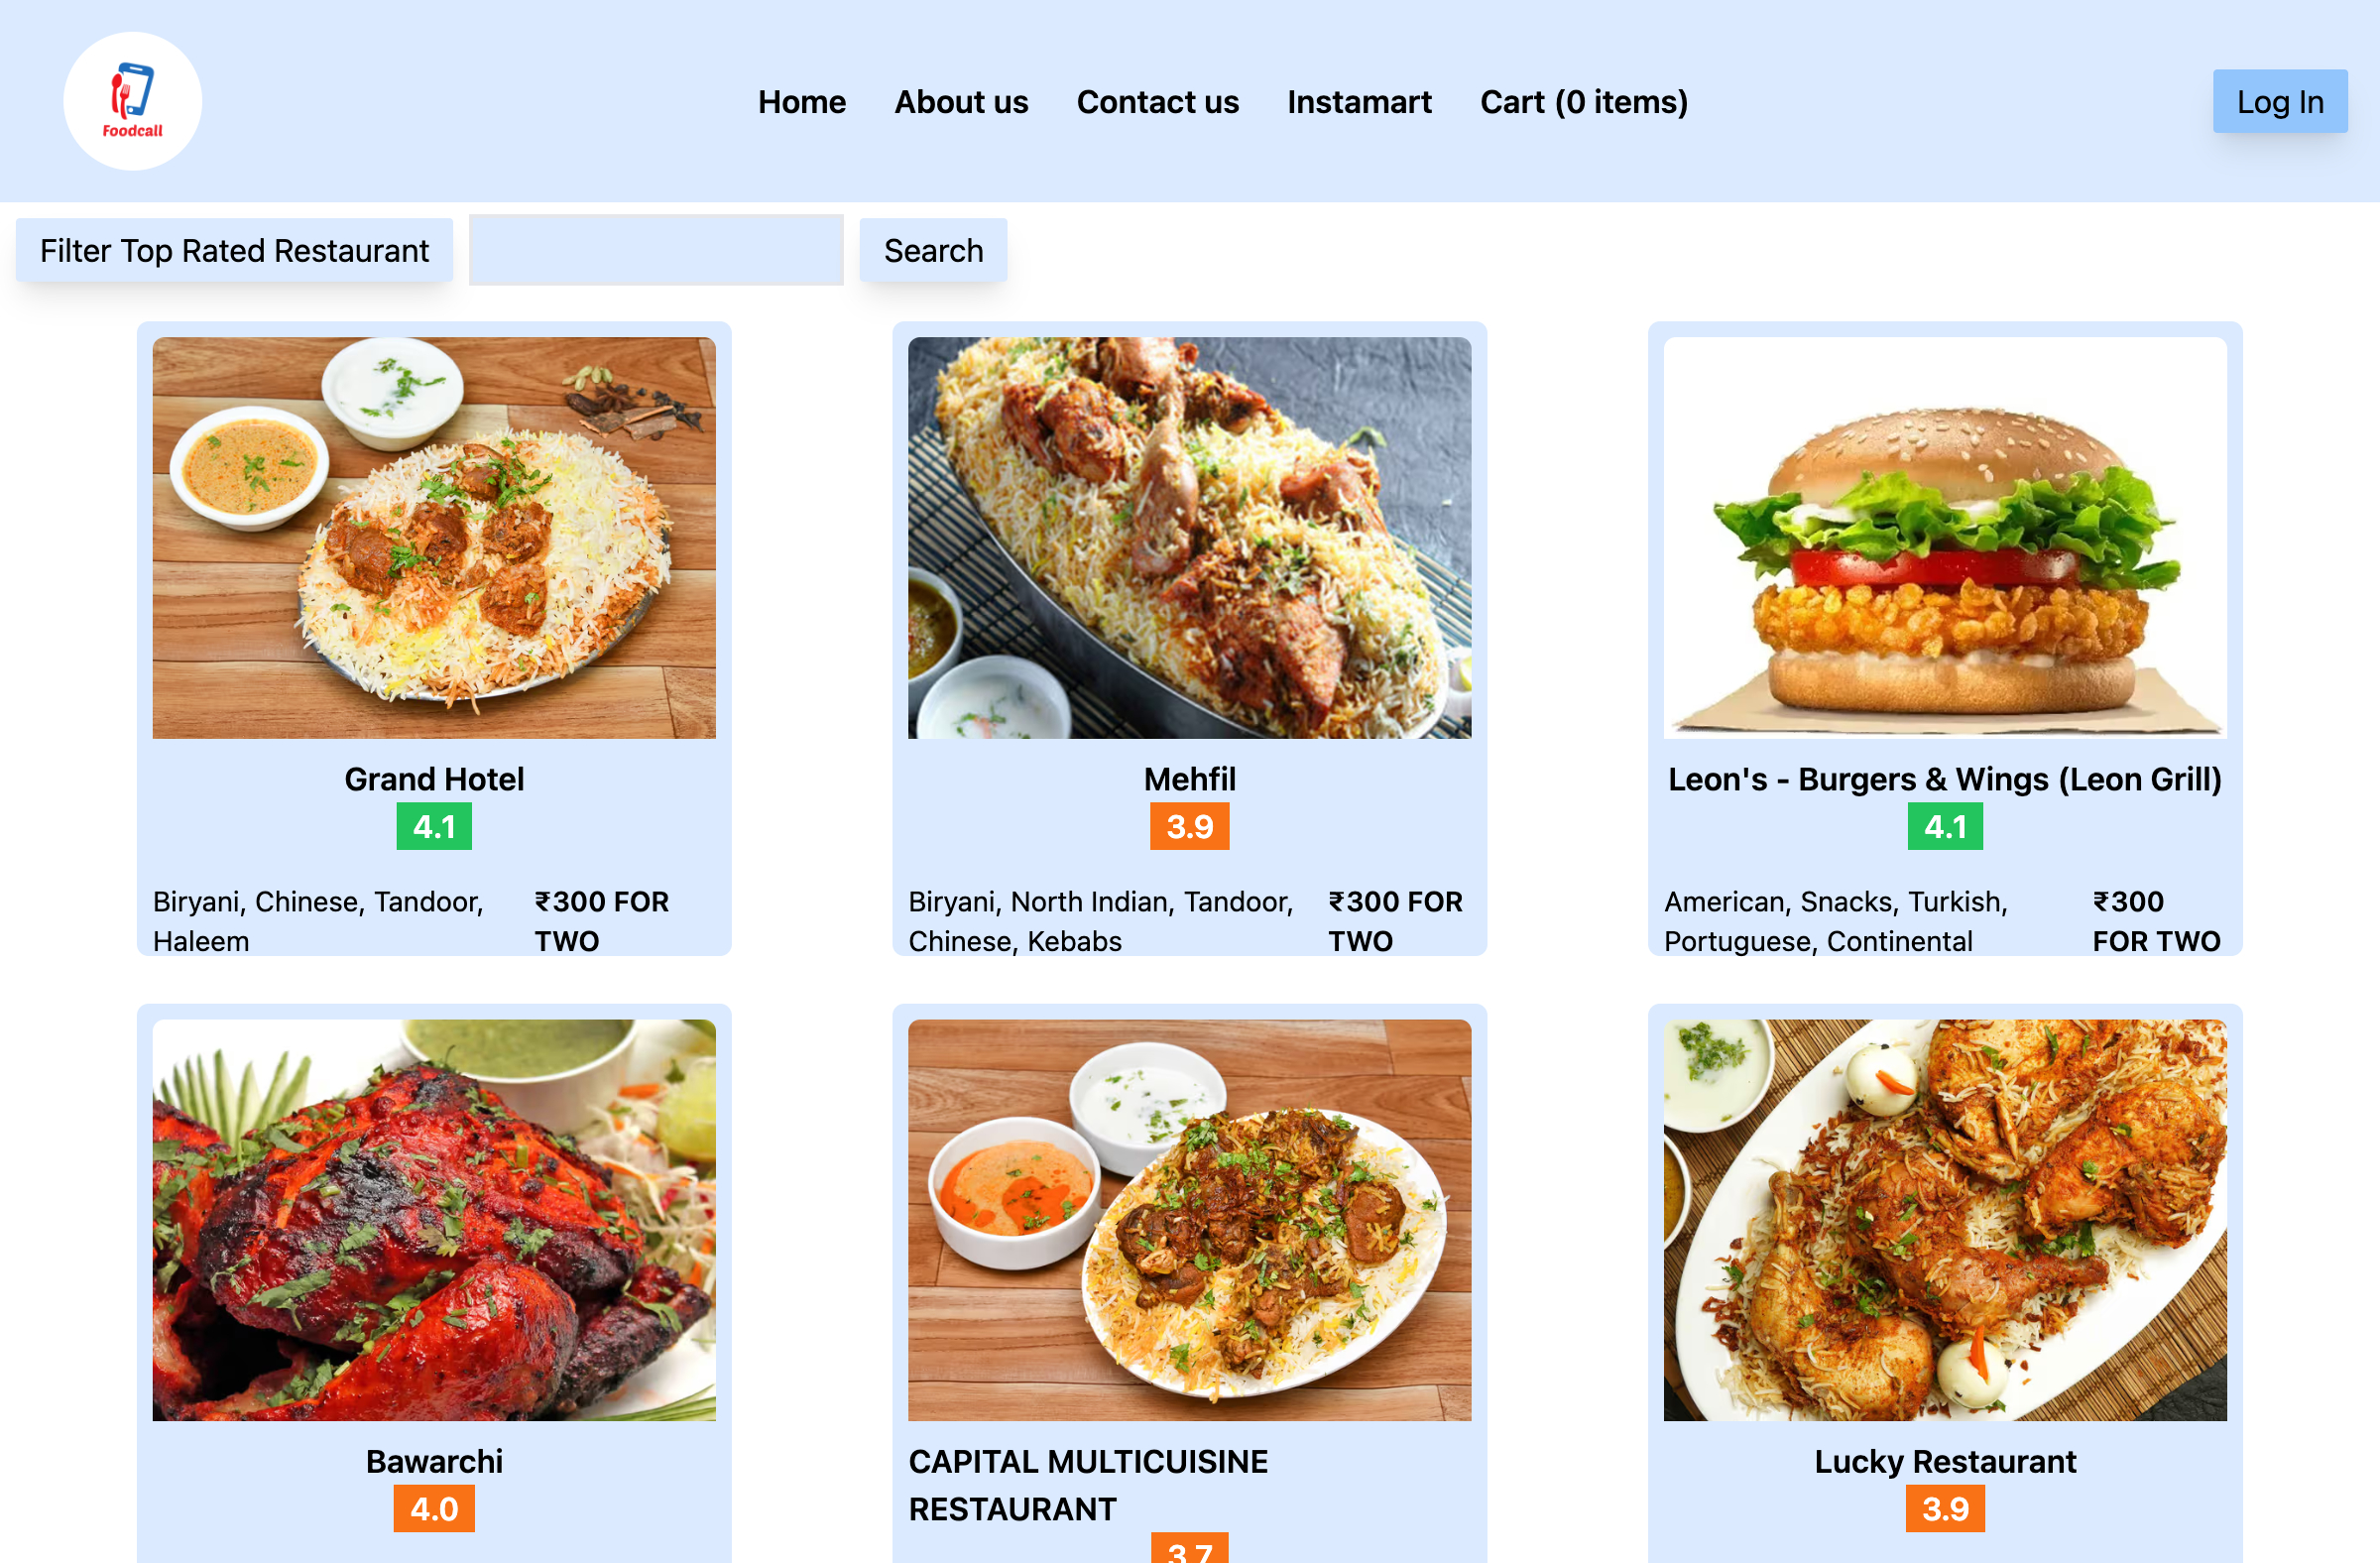 Foodcall
Home
About us
Contact us
Instamart
Cart (0 items)
Log In
Filter Top Rated Restaurant
Search
Grand Hotel
4.1
Biryani, Chinese, Tandoor,
Haleem
₹300 FOR
TWO
Mehfil
3.9
Biryani, North Indian, Tandoor,
Chinese, Kebabs
₹300 FOR
TWO
Leon's - Burgers & Wings (Leon Grill)
4.1
American, Snacks, Turkish,
Portuguese, Continental
₹300
FOR TWO
Bawarchi
4.0
CAPITAL MULTICUISINE
RESTAURANT
3.7
Lucky Restaurant
3.9